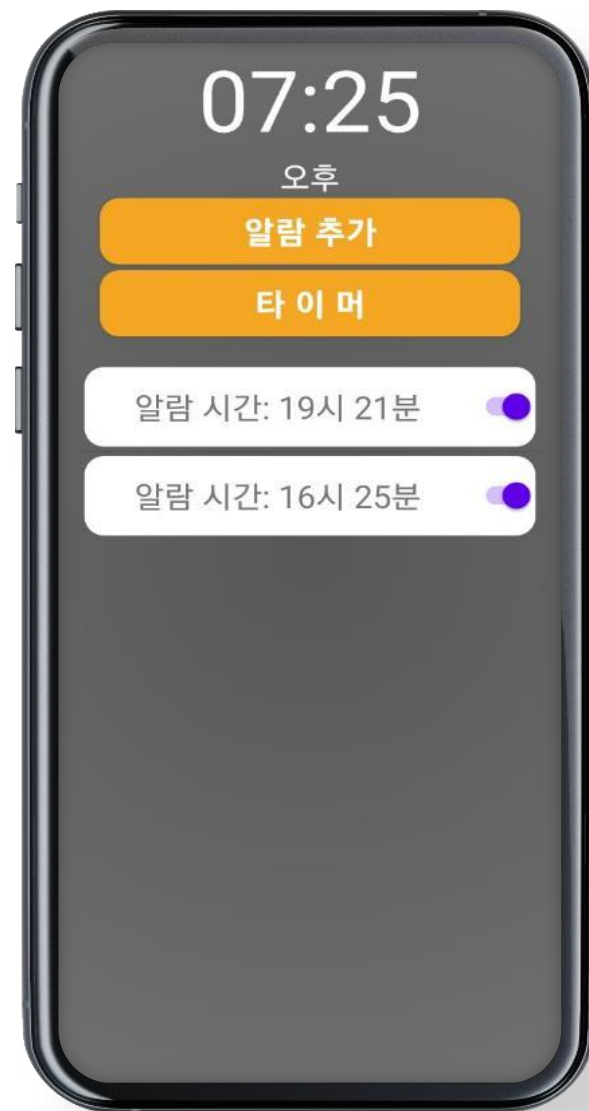 07:25
오후
알람 추가
타 이 머
알람 시간: 19시 21분
알람 시간: 16시 25분